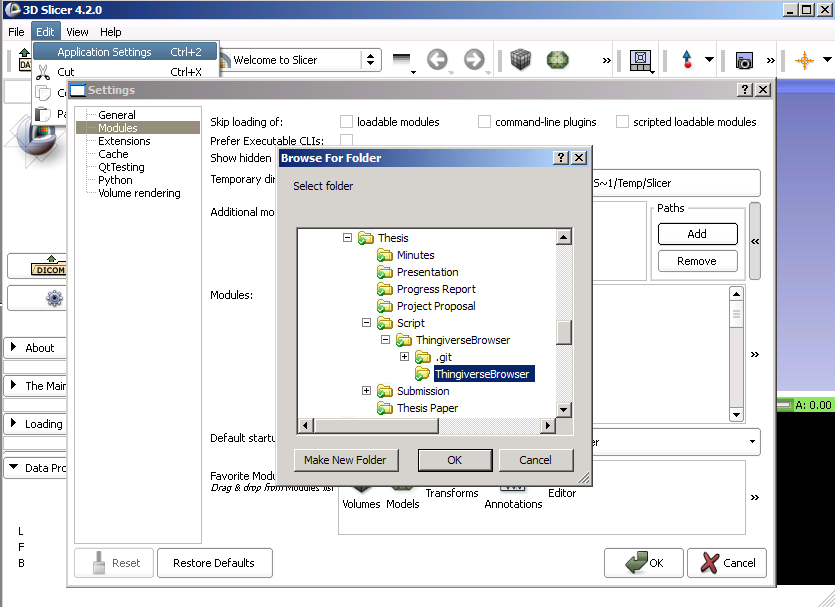 3D Slicer 4.2.0
File Edit View Help
Application Settings Ctrl+2
Welcome to Slicer
Cut Ctrl+X
Settings
General
Modules
Extensions
Cache
QtTesting
Python
Volume rendering
Skip loading of: loadable modules command-line plugins scripted loadable modules
Prefer Executable CLIs:
Show hidden
Temporary dir S~1/Temp/Slicer
Additional mo
Paths
Add
Remove
Modules:
Default startu er
Favorite Modu
Drag & drop from Modules list
Volumes Models Transforms Annotations Editor
Browse For Folder
Select folder
Thesis
Minutes
Presentation
Progress Report
Project Proposal
Script
ThingiverseBrowser
.git
ThingiverseBrowser
Submission
Thesis Paper
Make New Folder OK Cancel
Reset Restore Defaults OK Cancel
DICOM
About
The Main
Loading
Data Pro
A: 0.00
L
F
B